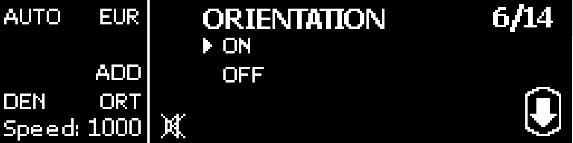 AUTO EUR
ADD
DEN ORT
Speed: 1000
ORIENTATION 6/14
ON
OFF